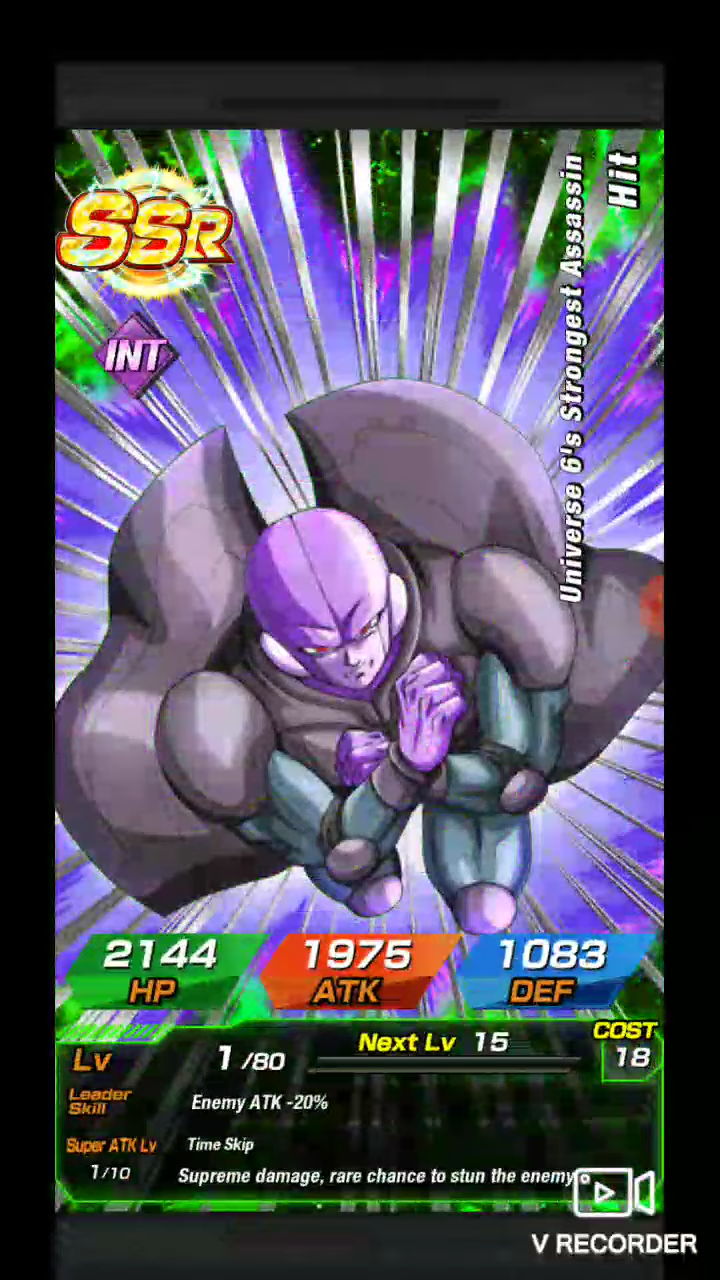 SSR
INT
Universe 6's Strongest Assassin
Hit
2144
HP
1975
ATK
1083
DEF
Lv 1/80
Next Lv 15
COST
18
Leader
Skill
Enemy ATK -20%
Super ATK Lv
1/10
Time Skip
Supreme damage, rare chance to stun the enemy
V RECORDER